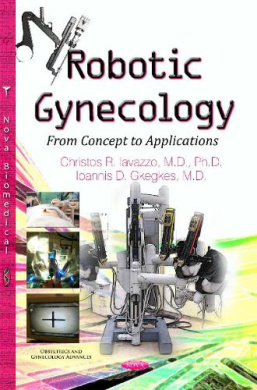 Robotic
Gynecology
From Concept to Applications
Christos R. Iavazzo, M.D., Ph.D.
Ioannis D. Gkegkes, M.D.
Nova Biomedical
Obstetrics and
Gynecology Advances